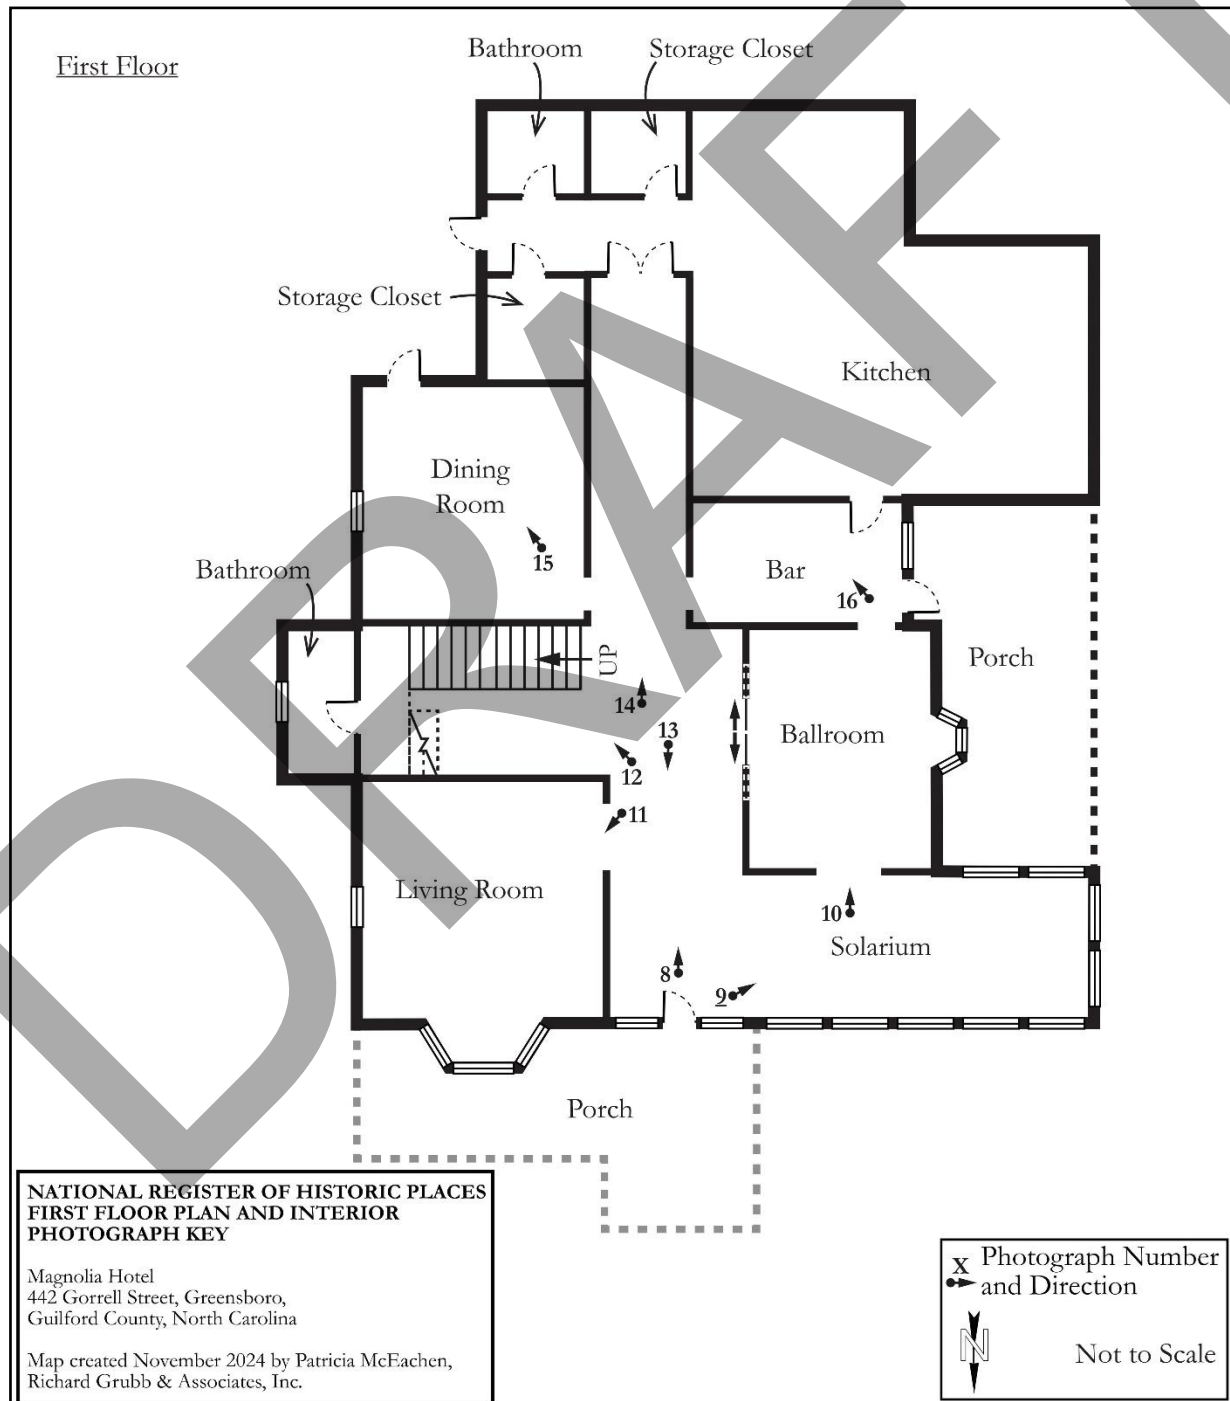 First Floor
Bathroom
Storage Closet
Storage Closet
Kitchen
Dining
Room
15
Bathroom
Bar
16
UP
Porch
14
13
Ballroom
12
11
Living Room
10
Solarium
8
9
Porch
NATIONAL REGISTER OF HISTORIC PLACES
FIRST FLOOR PLAN AND INTERIOR
PHOTOGRAPH KEY
Magnolia Hotel
442 Gorrell Street, Greensboro,
Guilford County, North Carolina
Map created November 2024 by Patricia McEachen,
Richard Grubb & Associates, Inc.
X Photograph Number
and Direction
N
Not to Scale
DRAFT